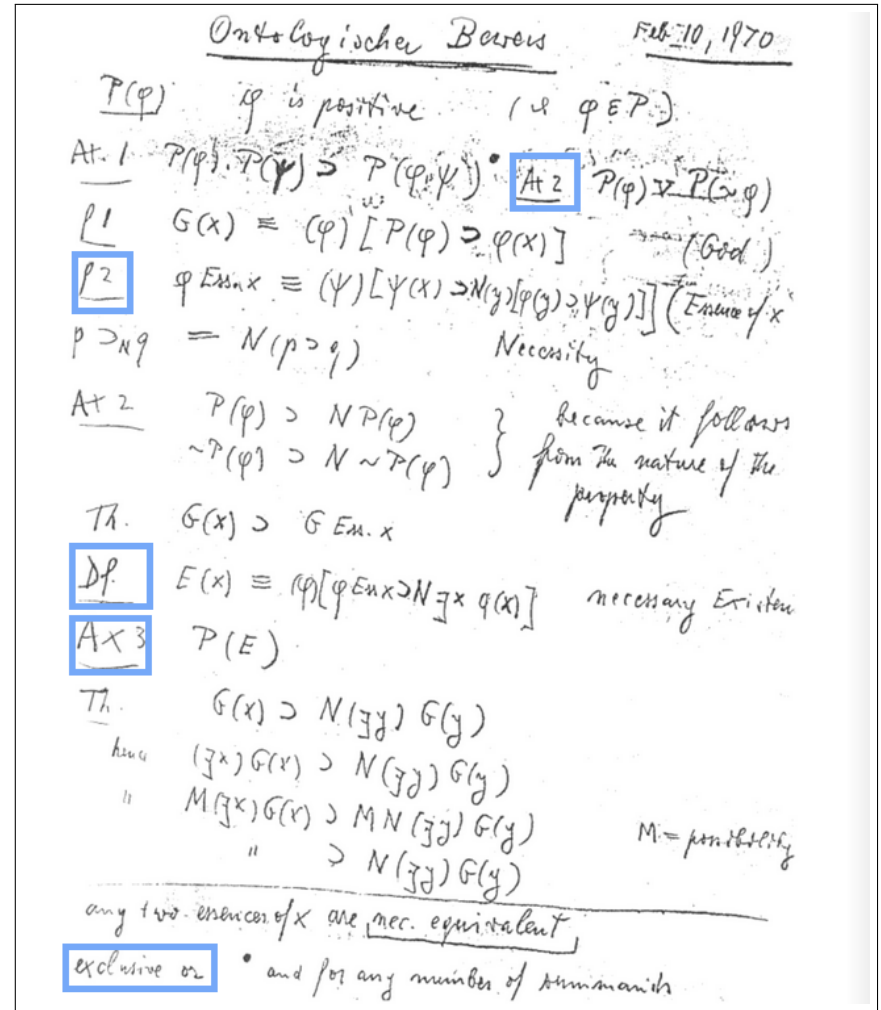 Ontologischer Beweis Feb 10, 1970
P(φ) φ is positive (ie φ ε P.)
At. 1 P(φ).P(ψ) ⊃ P(φ.ψ)• At 2 P(φ) ⊻ P(∼φ)
p1 G(x) ≡ (φ)[P(φ) ⊃ φ(x)] (God)
p2 φ Ess. x ≡ (ψ)[ψ(x) ⊃ N(y)[φ(y) ⊃ ψ(y)]] (Essence of x
p ⊃N q = N(p ⊃ q) Necessity
At 2 P(φ) ⊃ N P(φ) } because it follows
∼P(φ) ⊃ N ∼P(φ) } from the nature of the
property
Th. G(x) ⊃ G Ess. x
Df. E(x) ≡ (φ)[φ Ess x ⊃ N ∃x φ(x)] necessary Existen
Ax 3 P(E)
Th. G(x) ⊃ N(∃y) G(y)
hence (∃x)G(x) ⊃ N(∃y) G(y)
" M(∃x)G(x) ⊃ M N (∃y) G(y) M = possibility
" ⊃ N(∃y) G(y)
any two essences of x are nec. equivalent
exclusive or • and for any number of summands